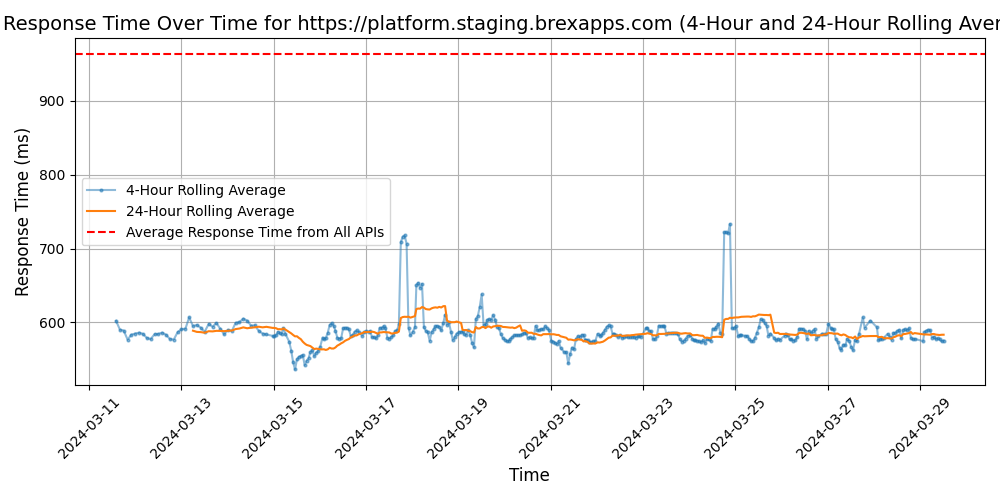 Response Time Over Time for https://platform.staging.brexapps.com (4-Hour and 24-Hour Rolling Aver
Response Time (ms)
900
800
700
600
4-Hour Rolling Average
24-Hour Rolling Average
Average Response Time from All APIs
2024-03-11
2024-03-13
2024-03-15
2024-03-17
2024-03-19
2024-03-21
2024-03-23
2024-03-25
2024-03-27
2024-03-29
Time